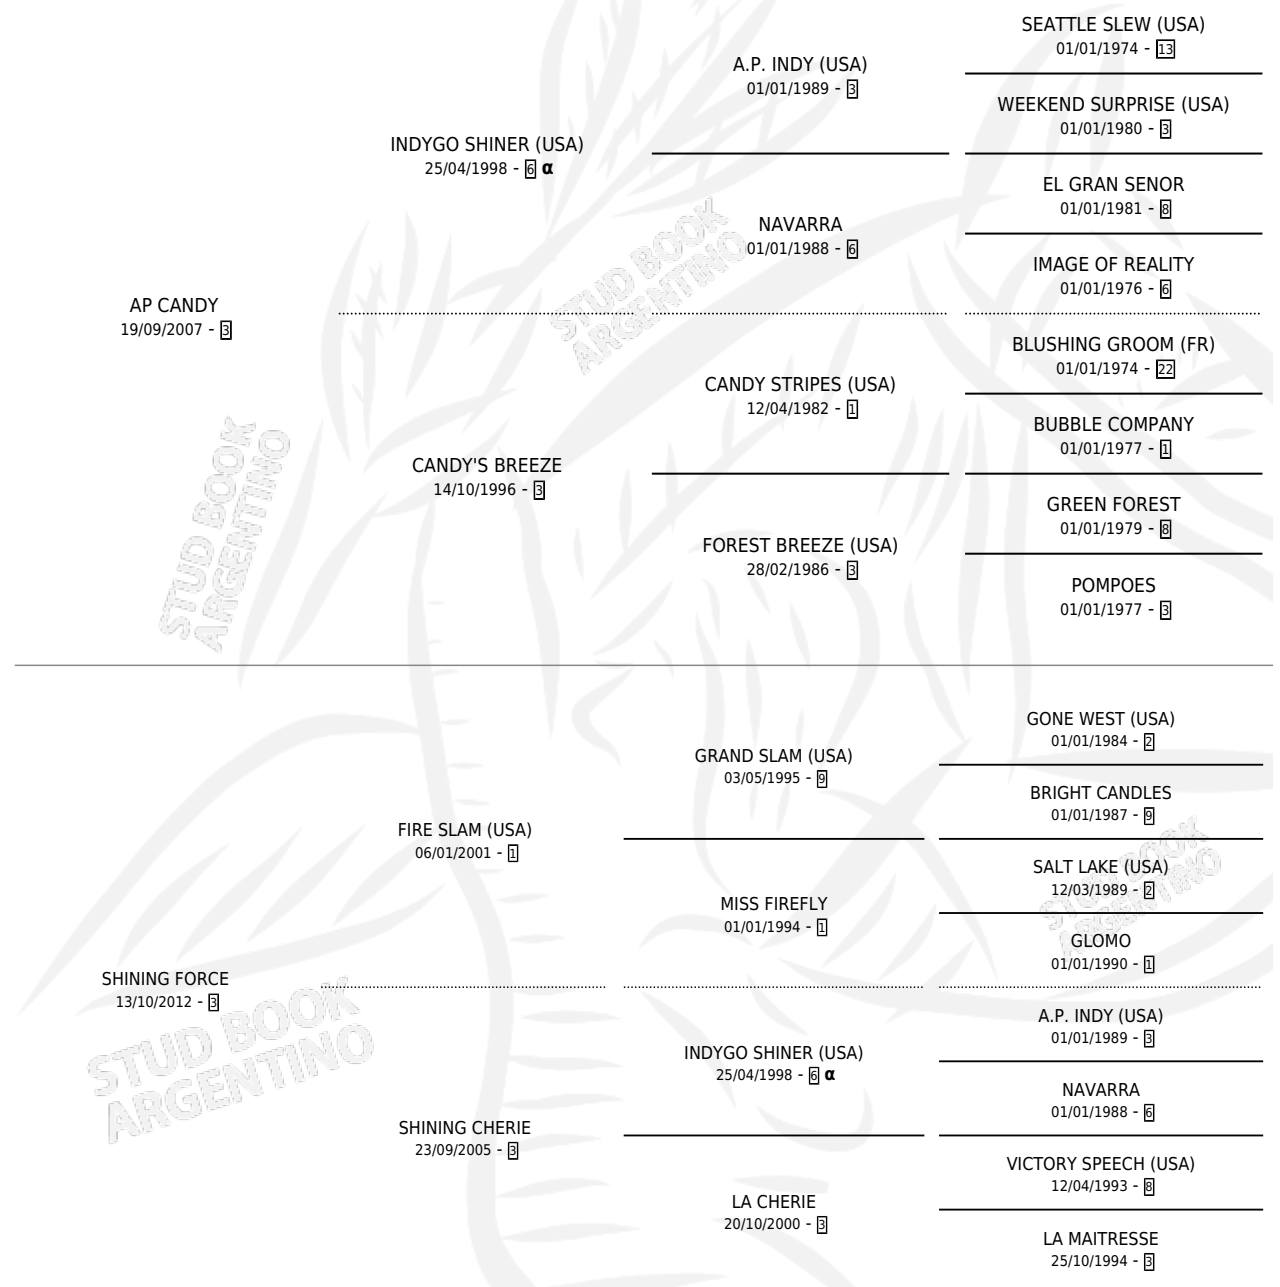 SEATTLE SLEW (USA)
01/01/1974 - 13
A.P. INDY (USA)
01/01/1989 - 3
WEEKEND SURPRISE (USA)
01/01/1980 - 3
INDYGO SHINER (USA)
25/04/1998 - 6 α
EL GRAN SENOR
01/01/1981 - 8
NAVARRA
01/01/1988 - 6
IMAGE OF REALITY
01/01/1976 - 6
AP CANDY
19/09/2007 - 3
BLUSHING GROOM (FR)
01/01/1974 - 22
CANDY STRIPES (USA)
12/04/1982 - 1
BUBBLE COMPANY
01/01/1977 - 1
CANDY'S BREEZE
14/10/1996 - 3
GREEN FOREST
01/01/1979 - 8
FOREST BREEZE (USA)
28/02/1986 - 3
POMPOES
01/01/1977 - 3
STUD BOOK
ARGENTINO
STUD BOOK
ARGENTINO
GONE WEST (USA)
01/01/1984 - 2
GRAND SLAM (USA)
03/05/1995 - 9
BRIGHT CANDLES
01/01/1987 - 9
FIRE SLAM (USA)
06/01/2001 - 1
SALT LAKE (USA)
12/03/1989 - 2
MISS FIREFLY
01/01/1994 - 1
GLOMO
01/01/1990 - 1
SHINING FORCE
13/10/2012 - 3
A.P. INDY (USA)
01/01/1989 - 3
INDYGO SHINER (USA)
25/04/1998 - 6 α
NAVARRA
01/01/1988 - 6
SHINING CHERIE
23/09/2005 - 3
VICTORY SPEECH (USA)
12/04/1993 - 8
LA CHERIE
20/10/2000 - 3
LA MAITRESSE
25/10/1994 - 3
STUD BOOK
ARGENTINO
STUD BOOK
ARGENTINO